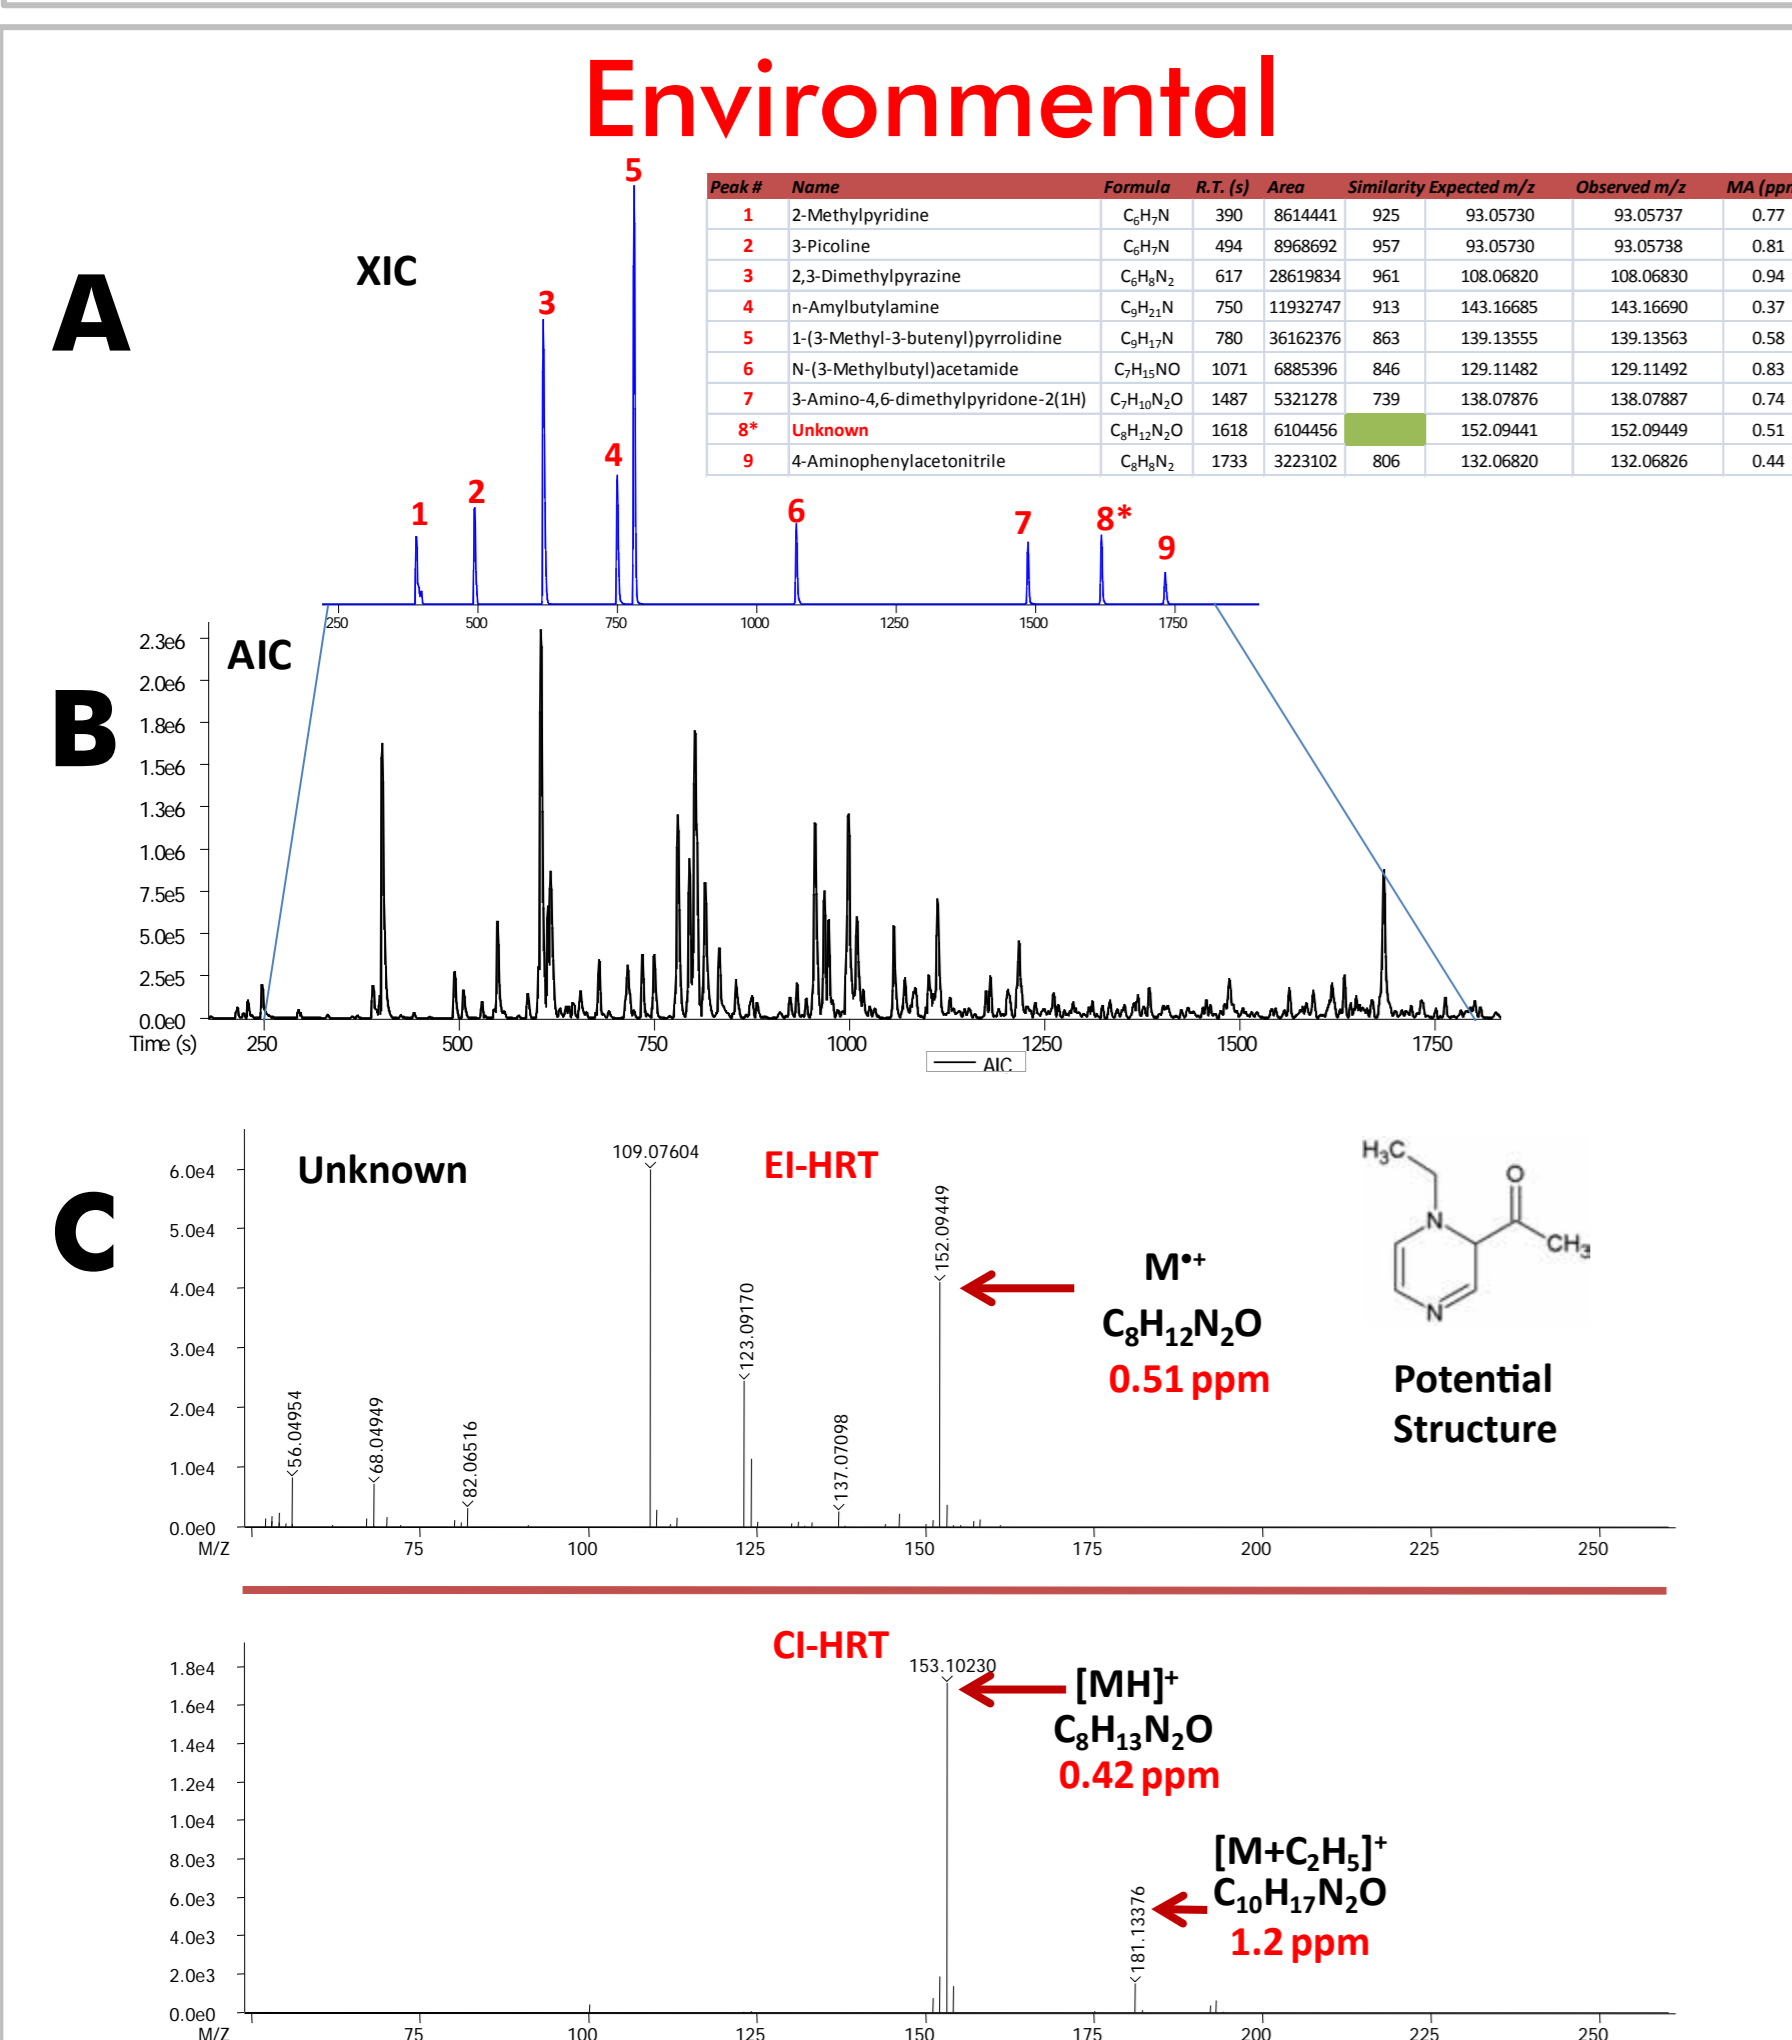 Environmental
A
XIC
1
2
3
4
5
6
7
8*
9
Peak # Name Formula R.T. (s) Area Similarity Expected m/z Observed m/z MA (ppm
1 2-Methylpyridine C₆H₇N 390 8614441 925 93.05730 93.05737 0.77
2 3-Picoline C₆H₇N 494 8968692 957 93.05730 93.05738 0.81
3 2,3-Dimethylpyrazine C₆H₈N₂ 617 28619834 961 108.06820 108.06830 0.94
4 n-Amylbutylamine C₉H₂₁N 750 11932747 913 143.16685 143.16690 0.37
5 1-(3-Methyl-3-butenyl)pyrrolidine C₉H₁₇N 780 36162376 863 139.13555 139.13563 0.58
6 N-(3-Methylbutyl)acetamide C₇H₁₅NO 1071 6885396 846 129.11482 129.11492 0.83
7 3-Amino-4,6-dimethylpyridone-2(1H) C₇H₁₀N₂O 1487 5321278 739 138.07876 138.07887 0.74
8* Unknown C₈H₁₂N₂O 1618 6104456 152.09441 152.09449 0.51
9 4-Aminophenylacetonitrile C₈H₈N₂ 1733 3223102 806 132.06820 132.06826 0.44
250 500 750 1000 1250 1500 1750
B
AIC
2.3e6
2.0e6
1.8e6
1.5e6
1.3e6
1.0e6
7.5e5
5.0e5
2.5e5
0.0e0
Time (s) 250 500 750 1000 1250 1500 1750
AIC
C
Unknown
EI-HRT
6.0e4
5.0e4
4.0e4
3.0e4
2.0e4
1.0e4
0.0e0
56.04954
68.04949
82.06516
109.07604
123.09170
137.07098
152.09449
M•+
C₈H₁₂N₂O
0.51 ppm
H₃C
O
N
CH₃
N
Potential
Structure
M/Z 75 100 125 150 175 200 225 250
CI-HRT
1.8e4
1.6e4
1.4e4
1.2e4
1.0e4
8.0e3
6.0e3
4.0e3
2.0e3
0.0e0
153.10230
[MH]⁺
C₈H₁₃N₂O
0.42 ppm
181.13376
[M+C₂H₅]⁺
C₁₀H₁₇N₂O
1.2 ppm
M/Z 75 100 125 150 175 200 225 250